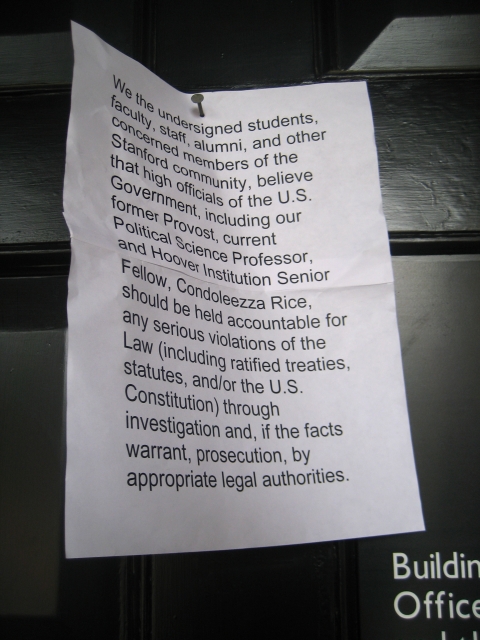 We the undersigned students,
faculty, staff, alumni, and other
concerned members of the
Stanford community, believe
that high officials of the U.S.
Government, including our
former Provost, current
Political Science Professor,
and Hoover Institution Senior
Fellow, Condoleezza Rice,
should be held accountable for
any serious violations of the
Law (including ratified treaties,
statutes, and/or the U.S.
Constitution) through
investigation and, if the facts
warrant, prosecution, by
appropriate legal authorities.
Buildin
Office